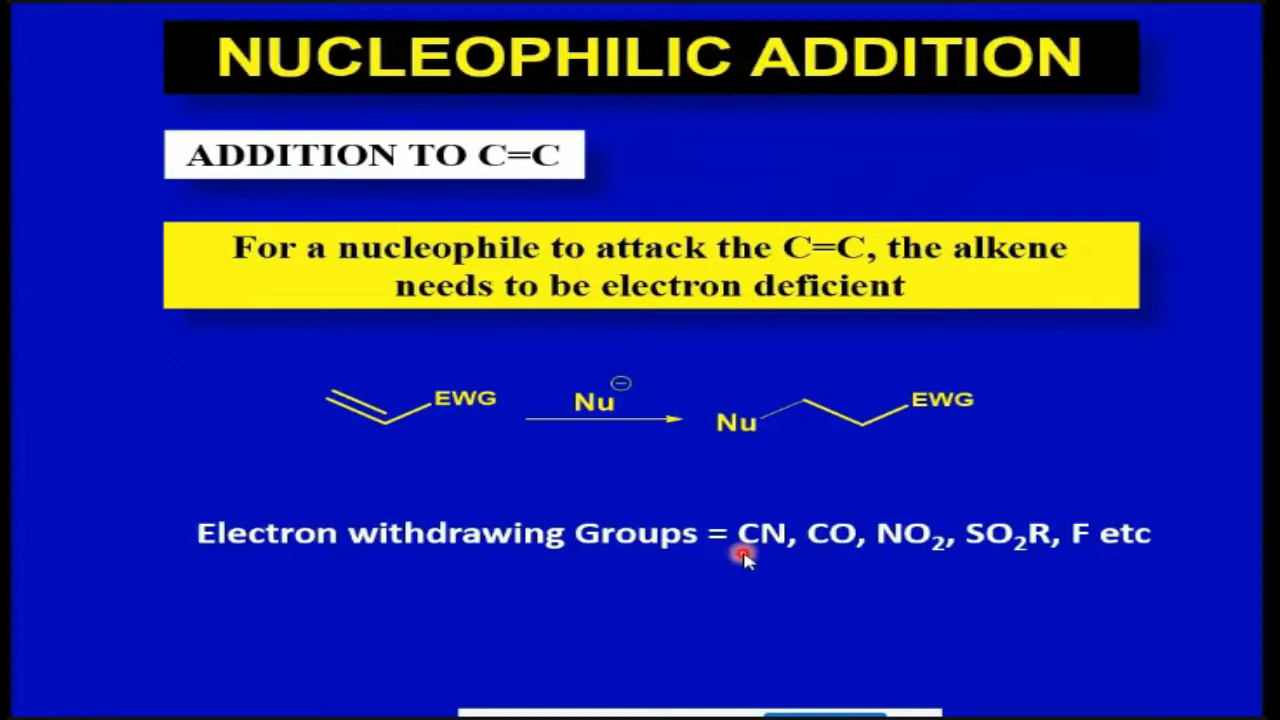 NUCLEOPHILIC ADDITION
ADDITION TO C=C
For a nucleophile to attack the C=C, the alkene
needs to be electron deficient
EWG
Nu⊖
Nu
EWG
Electron withdrawing Groups = CN, CO, NO₂, SO₂R, F etc